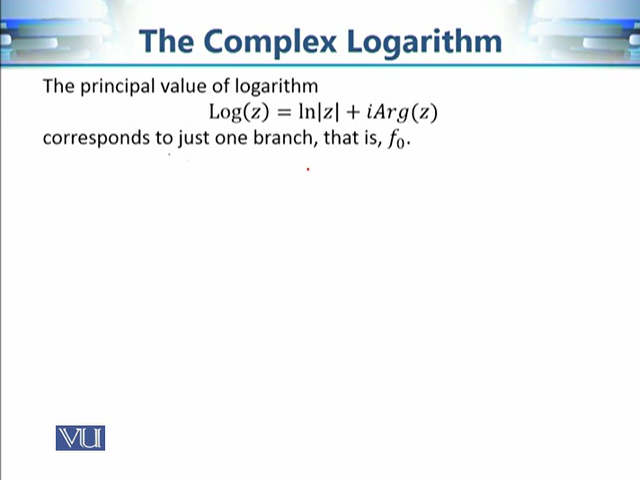 The Complex Logarithm
The principal value of logarithm
Log(z) = ln|z| + iArg(z)
corresponds to just one branch, that is, f₀.
VU